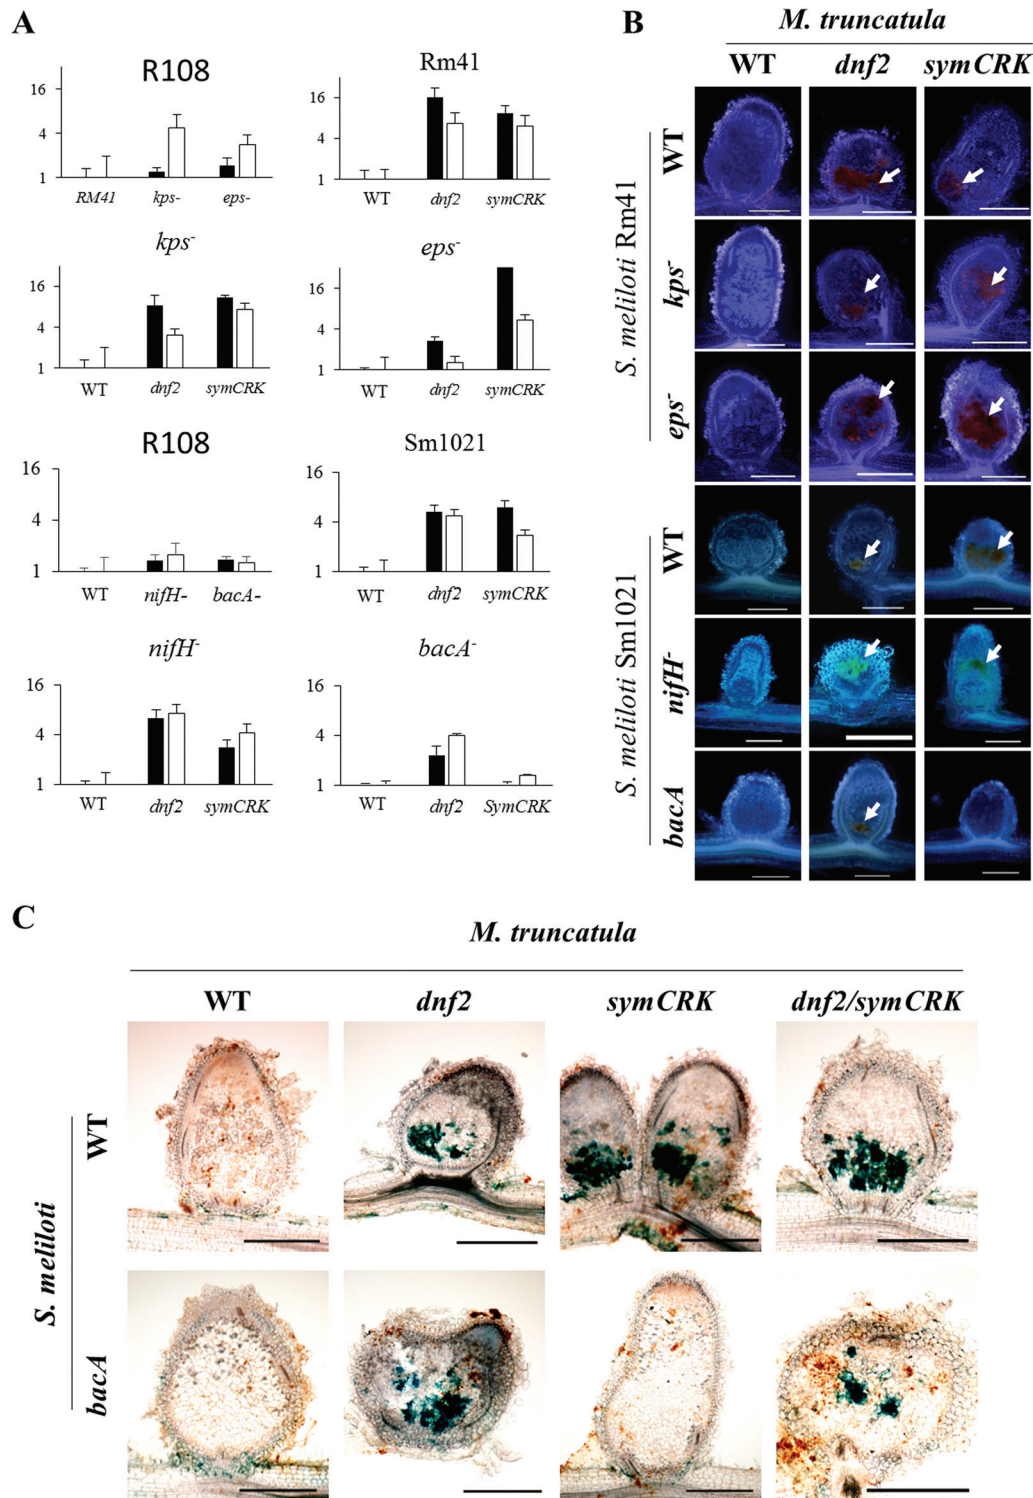 A
R108
16
4
1
RM41 kps- eps-
Rm41
16
4
1
WT dnf2 symCRK
kps-
16
4
1
WT dnf2 symCRK
eps-
16
4
1
WT dnf2 symCRK
R108
16
4
1
WT nifH- bacA-
Sm1021
16
4
1
WT dnf2 symCRK
nifH-
16
4
1
WT dnf2 symCRK
bacA-
16
4
1
WT dnf2 SymCRK
B
M. truncatula
WT dnf2 symCRK
S. meliloti Rm41
WT
kps-
eps-
S. meliloti Sm1021
WT
nifH-
bacA
C
M. truncatula
WT dnf2 symCRK dnf2/symCRK
S. meliloti
WT
bacA